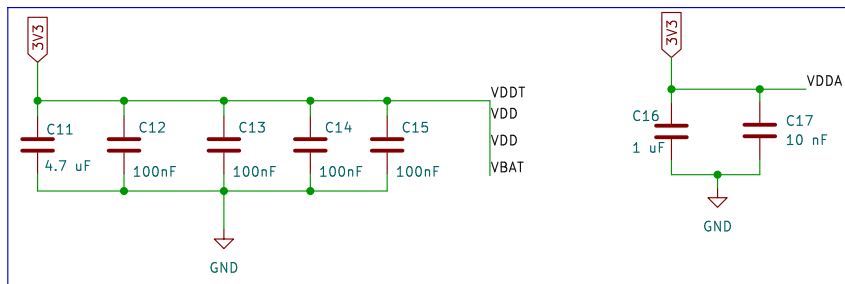 3V3
3V3
VDDT
VDD
VDDA
C11
C12
C13
C14
C15
C16
C17
VDD
1 uF
10 nF
4.7 uF
100nF
100nF
100nF
100nF
VBAT
GND
GND